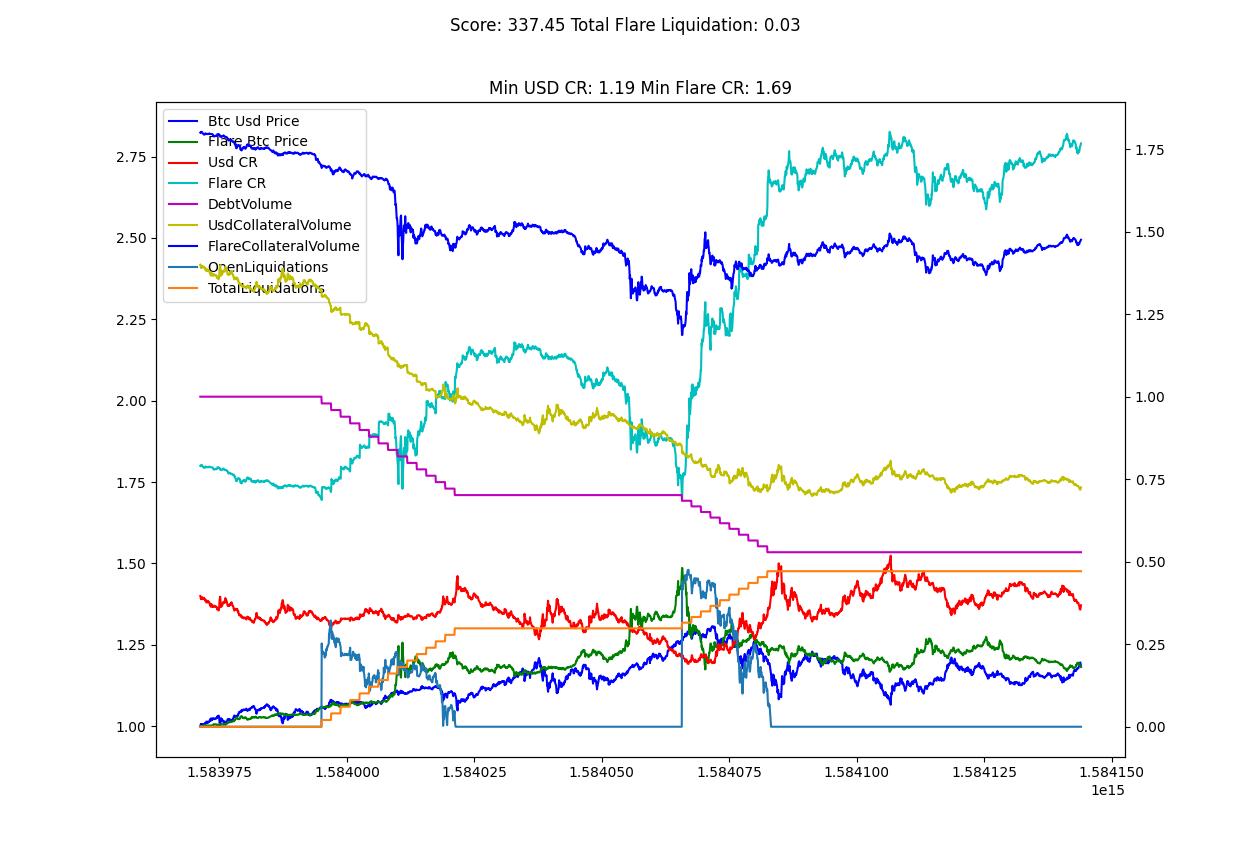 Score: 337.45 Total Flare Liquidation: 0.03
Min USD CR: 1.19 Min Flare CR: 1.69
Btc Usd Price
Flare Btc Price
Usd CR
Flare CR
DebtVolume
UsdCollateralVolume
FlareCollateralVolume
OpenLiquidations
TotalLiquidations
2.75
2.50
2.25
2.00
1.75
1.50
1.25
1.00
1.75
1.50
1.25
1.00
0.75
0.50
0.25
0.00
1.583975 1.584000 1.584025 1.584050 1.584075 1.584100 1.584125 1.584150
1e15